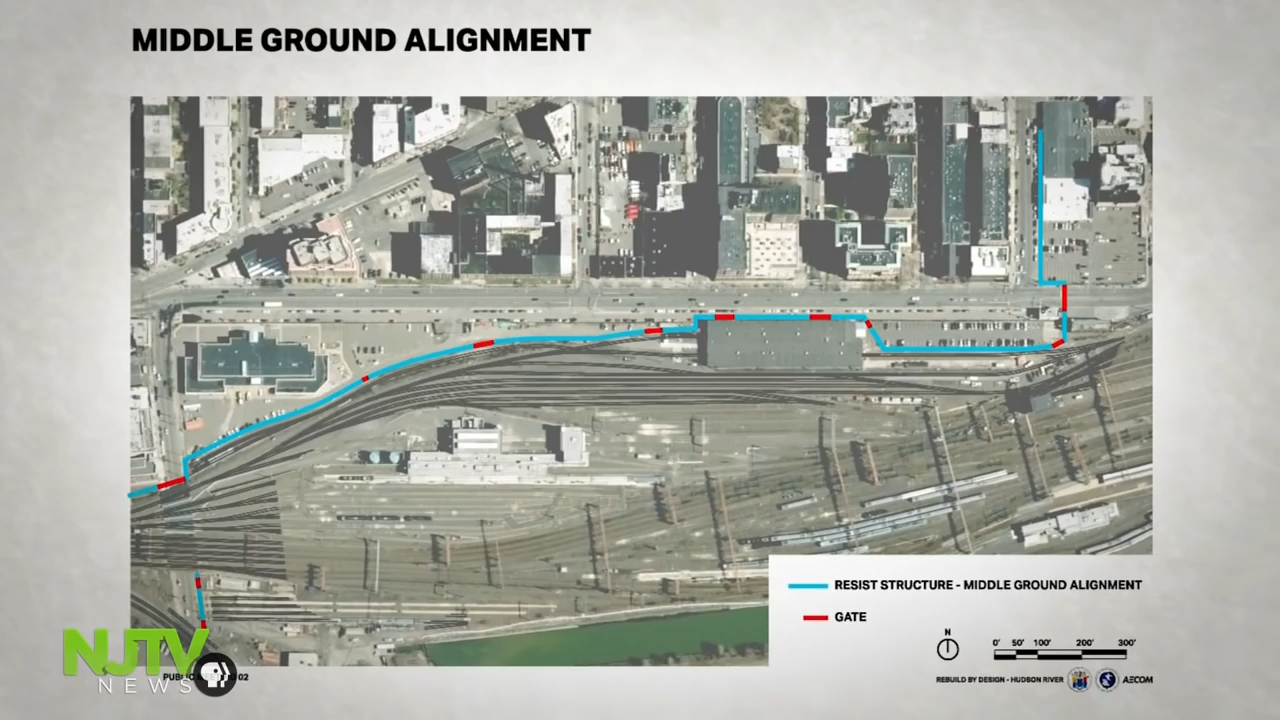 MIDDLE GROUND ALIGNMENT
RESIST STRUCTURE - MIDDLE GROUND ALIGNMENT
GATE
N
0' 50' 100' 200' 300'
REBUILD BY DESIGN - HUDSON RIVER
AECOM
NJTV
NEWS
02